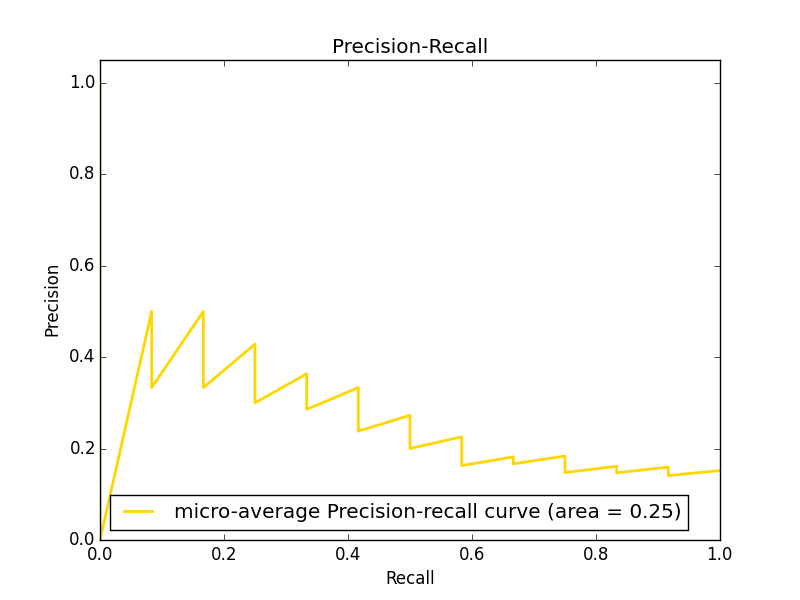 Precision-Recall
1.0
0.8
0.6
0.4
0.2
0.0
Precision
micro-average Precision-recall curve (area = 0.25)
0.0 0.2 0.4 0.6 0.8 1.0
Recall